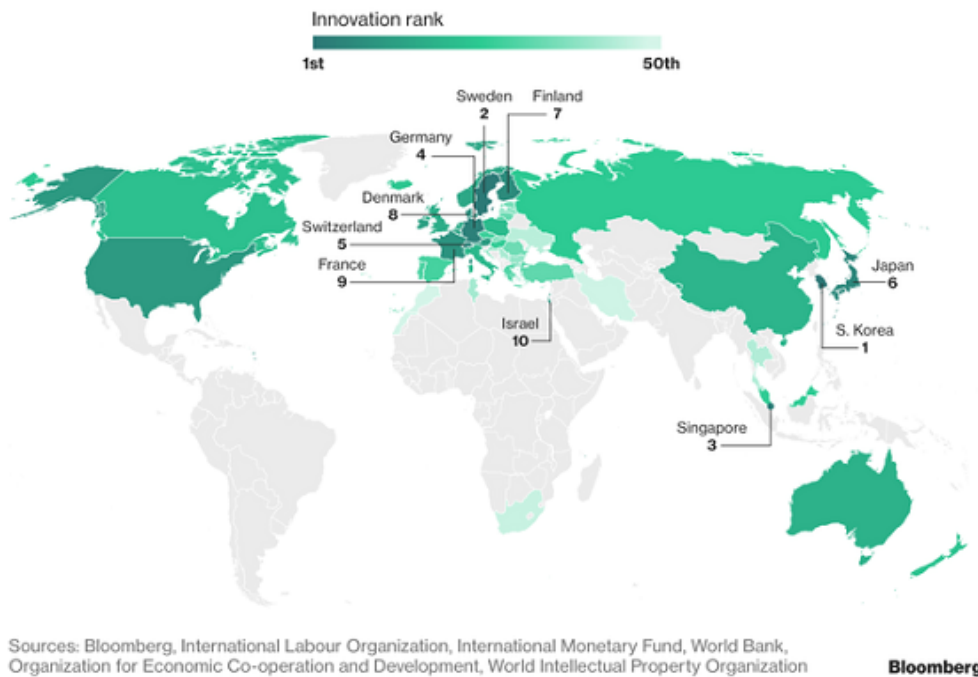 Innovation rank
1st 50th
Sweden
2
Finland
7
Germany
4
Denmark
8
Switzerland
5
France
9
Israel
10
Japan
6
S. Korea
1
Singapore
3
Sources: Bloomberg, International Labour Organization, International Monetary Fund, World Bank,
Organization for Economic Co-operation and Development, World Intellectual Property Organization
Bloomberg